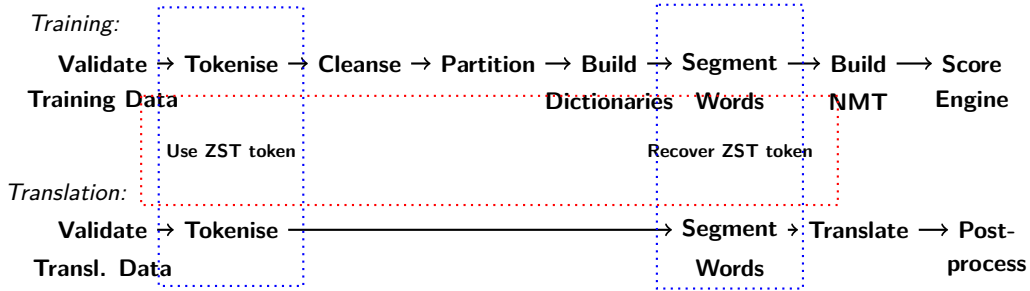 Training:
Validate → Tokenise → Cleanse → Partition → Build → Segment → Build → Score
Training Data Dictionaries Words NMT Engine
Use ZST token Recover ZST token
Translation:
Validate → Tokenise → Segment → Translate → Post-
Transl. Data Words process